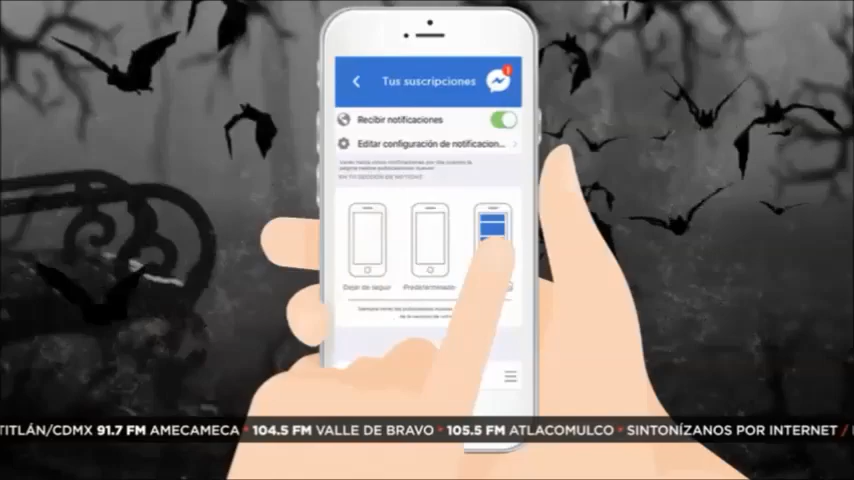 Tus suscripciones
1
Recibir notificaciones
Editar configuración de notificacion...
Dejar de seguir
Predeterminado
TITLÁN/CDMX 91.7 FM AMECAMECA • 104.5 FM VALLE DE BRAVO • 105.5 FM ATLACOMULCO • SINTONÍZANOS POR INTERNET /